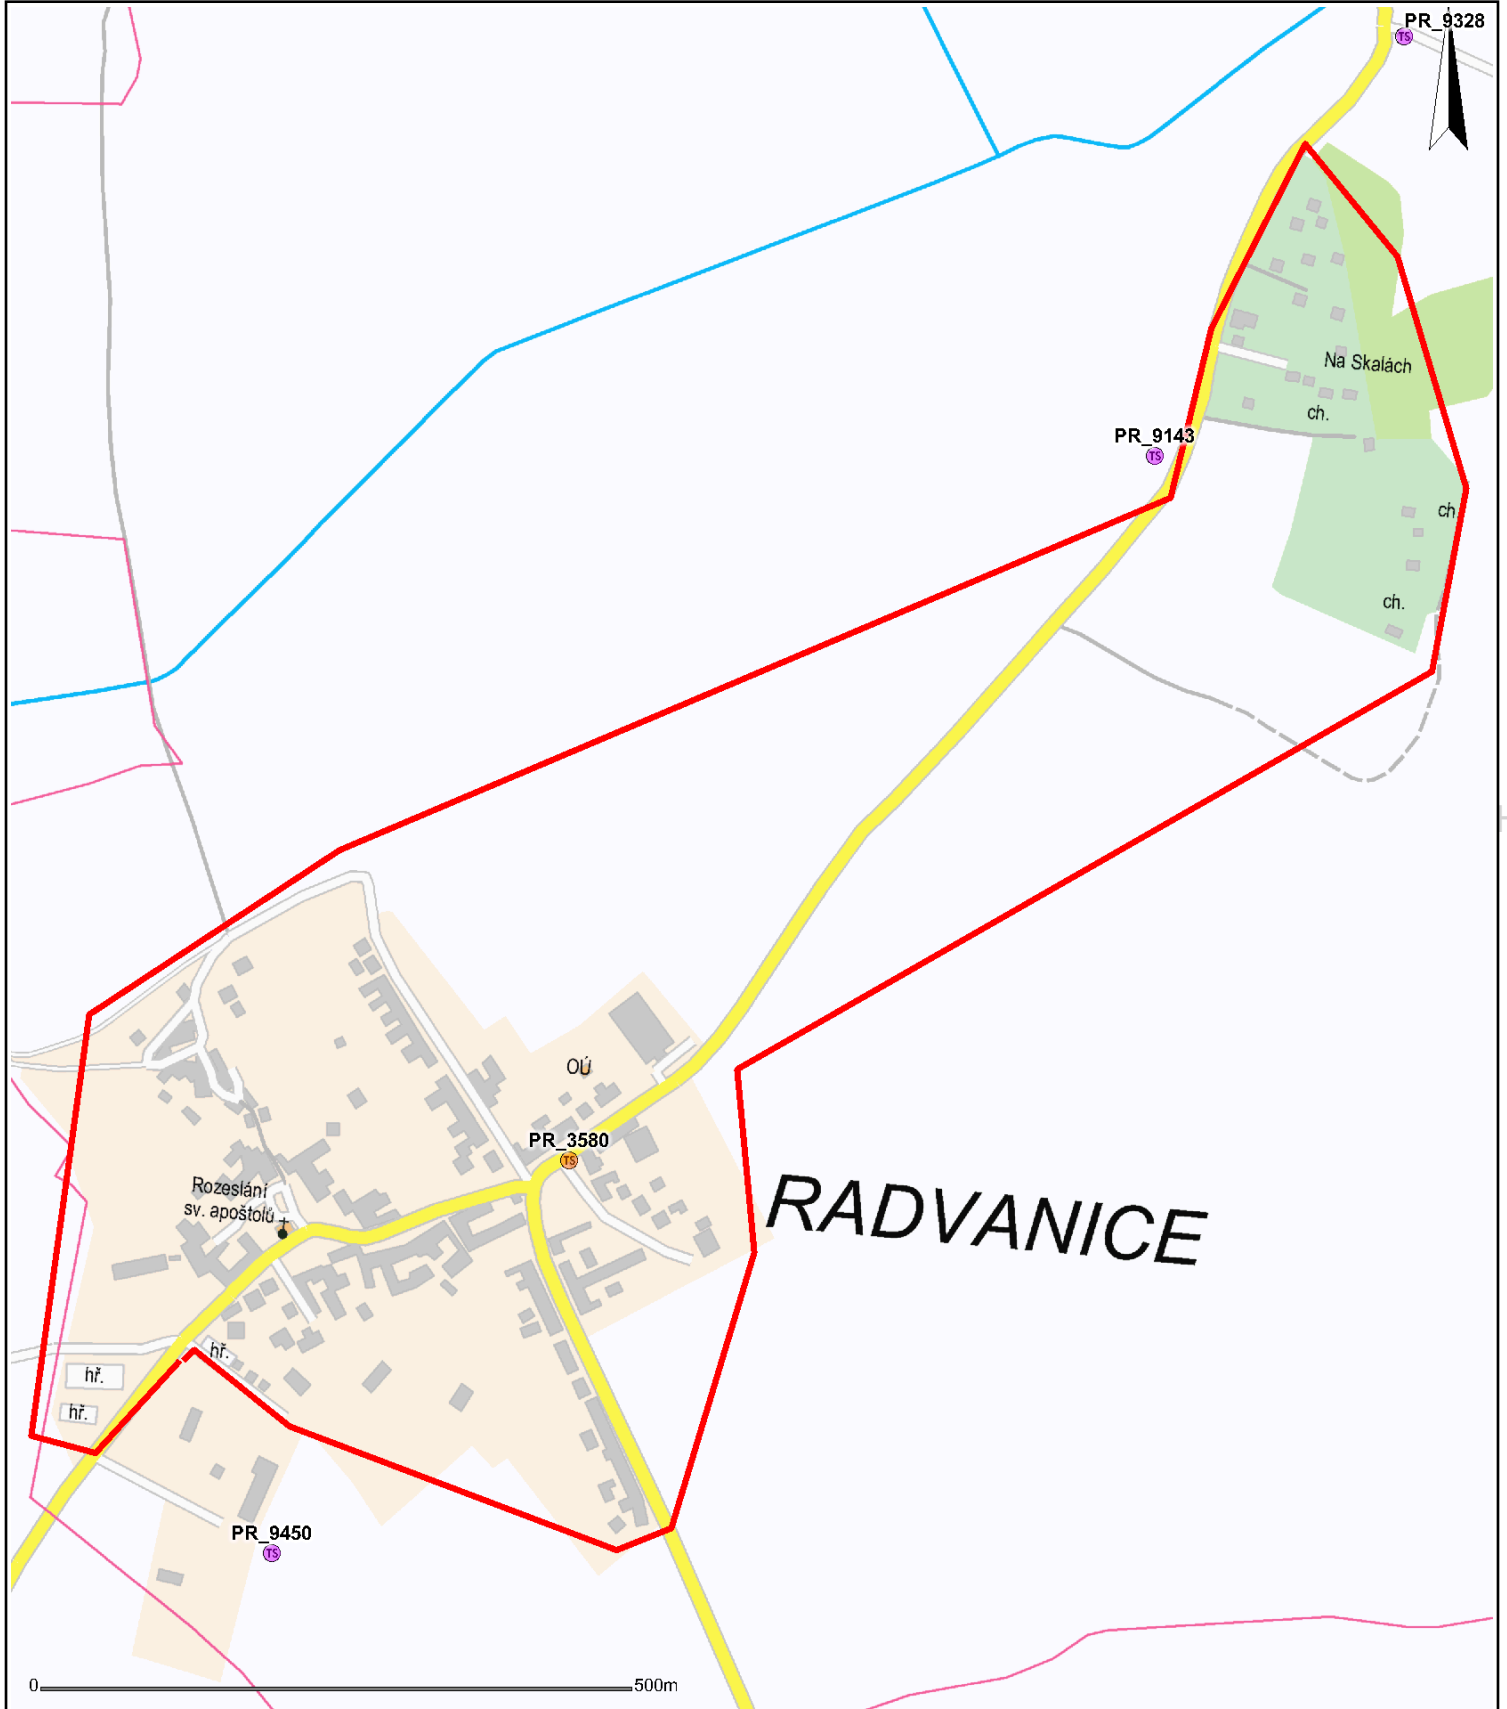 PR_9328
TS
Na Skalách
ch.
PR_9143
TS
ch
ch.
OÚ
PR_3580
TS
Rozeslání
sv. apoštolů
RADVANICE
hř.
hř.
hř.
PR_9450
TS
0
500m